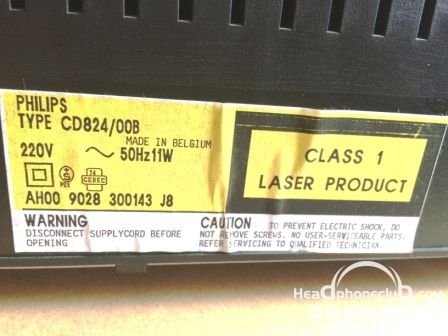 PHILIPS
TYPE CD824/00B
MADE IN BELGIUM
220V ~ 50Hz 11W
74
CEBEC
AH00 9028 300143 J8
CLASS 1
LASER PRODUCT
WARNING
DISCONNECT SUPPLYCORD BEFORE
OPENING
CAUTION TO PREVENT ELECTRIC SHOCK, DO
NOT REMOVE SCREWS. NO USER-SERVICEABLE PARTS.
REFER SERVICING TO QUALIFIED TECHNICIAN.
Headphoneclub.com